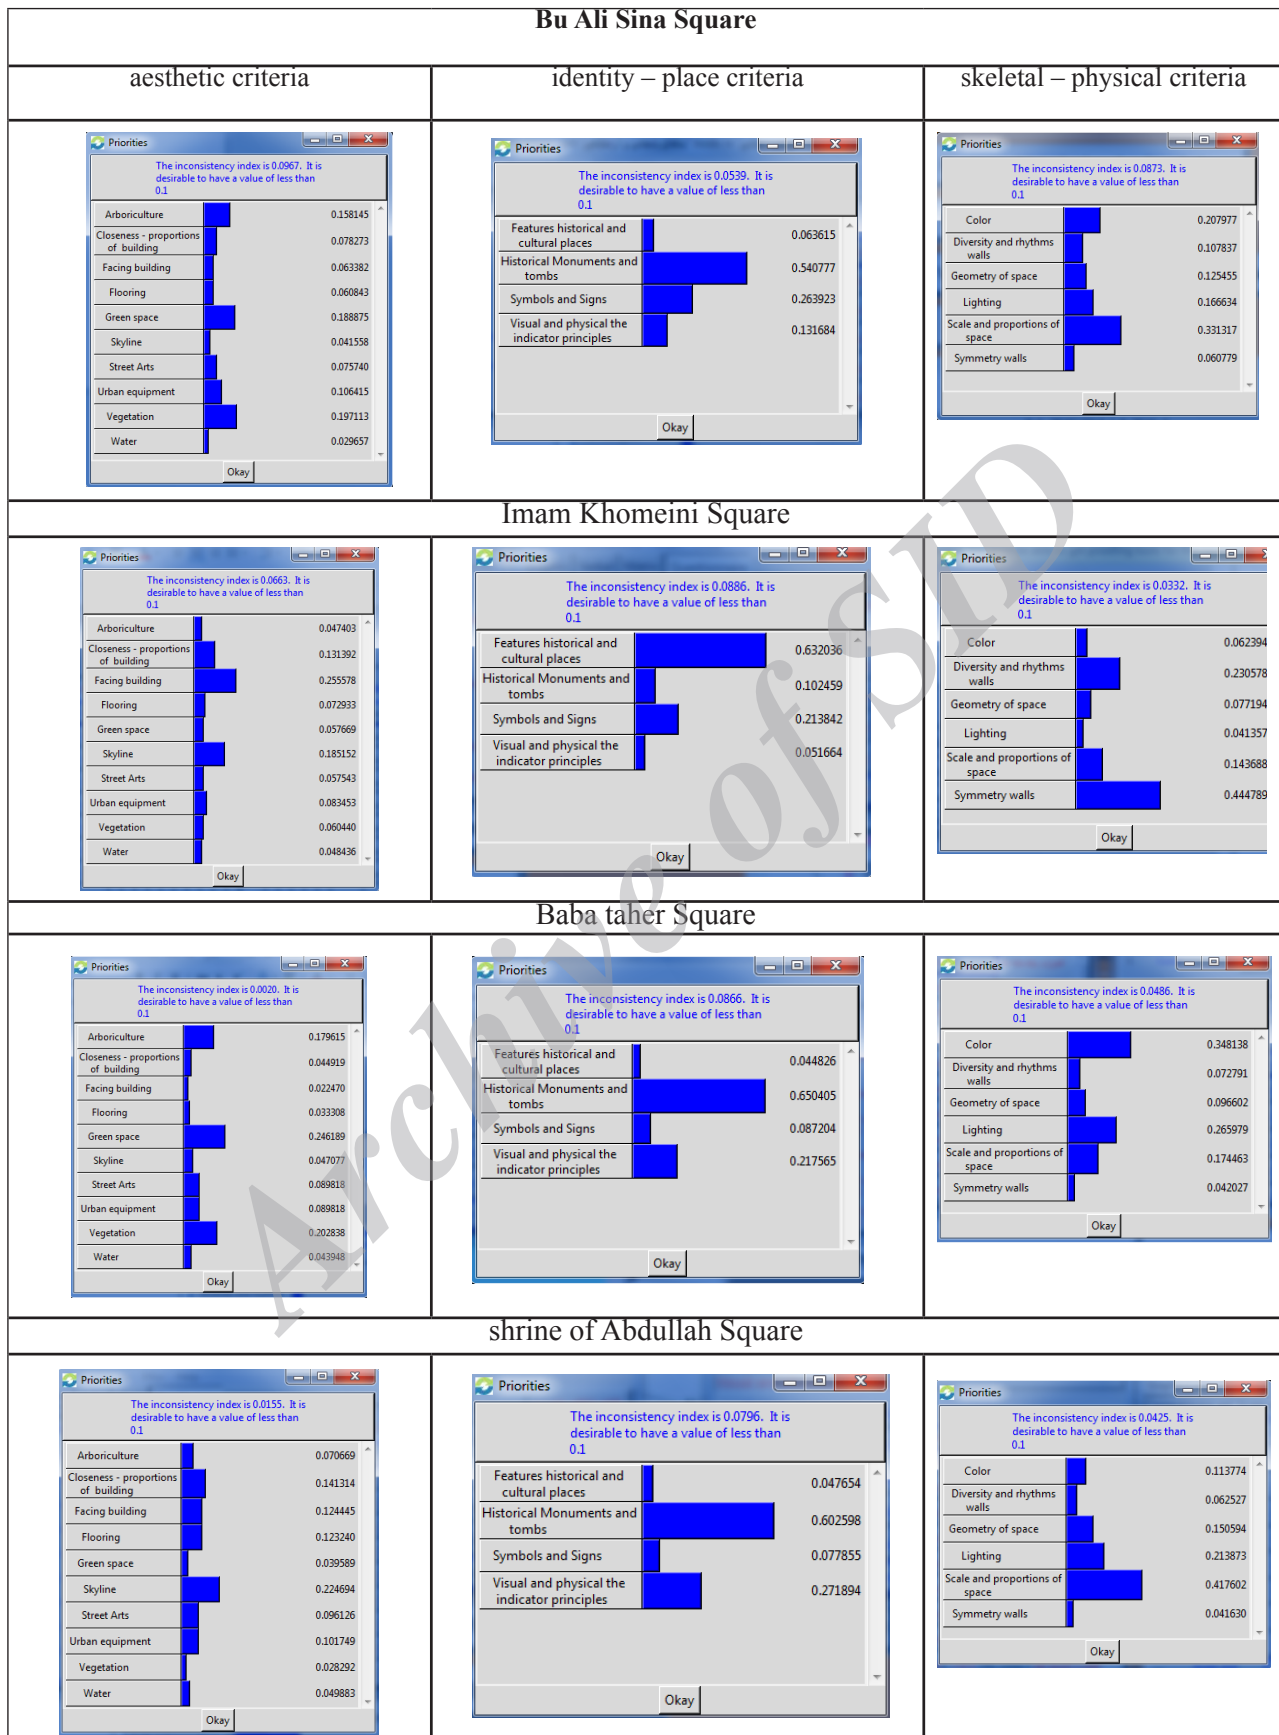 Bu Ali Sina Square
aesthetic criteria
identity – place criteria
skeletal – physical criteria
Priorities
The inconsistency index is 0.0967. It is
desirable to have a value of less than
0.1
Arboriculture 0.158145
Closeness - proportions
of building 0.078273
Facing building 0.063382
Flooring 0.060843
Green space 0.188875
Skyline 0.041558
Street Arts 0.075740
Urban equipment 0.106415
Vegetation 0.197113
Water 0.029657
Okay
Priorities
The inconsistency index is 0.0539. It is
desirable to have a value of less than
0.1
Features historical and
cultural places 0.063615
Historical Monuments and
tombs 0.540777
Symbols and Signs 0.263923
Visual and physical the
indicator principles 0.131684
Okay
Priorities
The inconsistency index is 0.0873. It is
desirable to have a value of less than
0.1
Color 0.207977
Diversity and rhythms
walls 0.107837
Geometry of space 0.125455
Lighting 0.166634
Scale and proportions of
space 0.331317
Symmetry walls 0.060779
Okay
Imam Khomeini Square
Priorities
The inconsistency index is 0.0663. It is
desirable to have a value of less than
0.1
Arboriculture 0.047403
Closeness - proportions
of building 0.131392
Facing building 0.255578
Flooring 0.072933
Green space 0.057669
Skyline 0.185152
Street Arts 0.057543
Urban equipment 0.083453
Vegetation 0.060440
Water 0.048436
Okay
Priorities
The inconsistency index is 0.0886. It is
desirable to have a value of less than
0.1
Features historical and
cultural places 0.632036
Historical Monuments and
tombs 0.102459
Symbols and Signs 0.213842
Visual and physical the
indicator principles 0.051664
Okay
Priorities
The inconsistency index is 0.0332. It is
desirable to have a value of less than
0.1
Color 0.062394
Diversity and rhythms
walls 0.230578
Geometry of space 0.077194
Lighting 0.041357
Scale and proportions of
space 0.143688
Symmetry walls 0.444789
Okay
Baba taher Square
Priorities
The inconsistency index is 0.0020. It is
desirable to have a value of less than
0.1
Arboriculture 0.179615
Closeness - proportions
of building 0.044919
Facing building 0.022470
Flooring 0.033308
Green space 0.246189
Skyline 0.047077
Street Arts 0.089818
Urban equipment 0.089818
Vegetation 0.202838
Water 0.043948
Okay
Priorities
The inconsistency index is 0.0866. It is
desirable to have a value of less than
0.1
Features historical and
cultural places 0.044826
Historical Monuments and
tombs 0.650405
Symbols and Signs 0.087204
Visual and physical the
indicator principles 0.217565
Okay
Priorities
The inconsistency index is 0.0486. It is
desirable to have a value of less than
0.1
Color 0.348138
Diversity and rhythms
walls 0.072791
Geometry of space 0.096602
Lighting 0.265979
Scale and proportions of
space 0.174463
Symmetry walls 0.042027
Okay
shrine of Abdullah Square
Priorities
The inconsistency index is 0.0155. It is
desirable to have a value of less than
0.1
Arboriculture 0.070669
Closeness - proportions
of building 0.141314
Facing building 0.124445
Flooring 0.123240
Green space 0.039589
Skyline 0.224694
Street Arts 0.096126
Urban equipment 0.101749
Vegetation 0.028292
Water 0.049883
Okay
Priorities
The inconsistency index is 0.0796. It is
desirable to have a value of less than
0.1
Features historical and
cultural places 0.047654
Historical Monuments and
tombs 0.602598
Symbols and Signs 0.077855
Visual and physical the
indicator principles 0.271894
Okay
Priorities
The inconsistency index is 0.0425. It is
desirable to have a value of less than
0.1
Color 0.113774
Diversity and rhythms
walls 0.062527
Geometry of space 0.150594
Lighting 0.213873
Scale and proportions of
space 0.417602
Symmetry walls 0.041630
Okay
Archive of SID